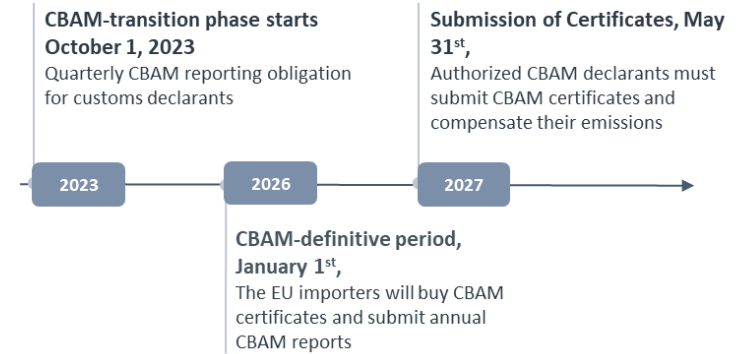 CBAM-transition phase starts
October 1, 2023
Quarterly CBAM reporting obligation
for customs declarants
Submission of Certificates, May
31st,
Authorized CBAM declarants must
submit CBAM certificates and
compensate their emissions
2023
2026
2027
CBAM-definitive period,
January 1st,
The EU importers will buy CBAM
certificates and submit annual
CBAM reports